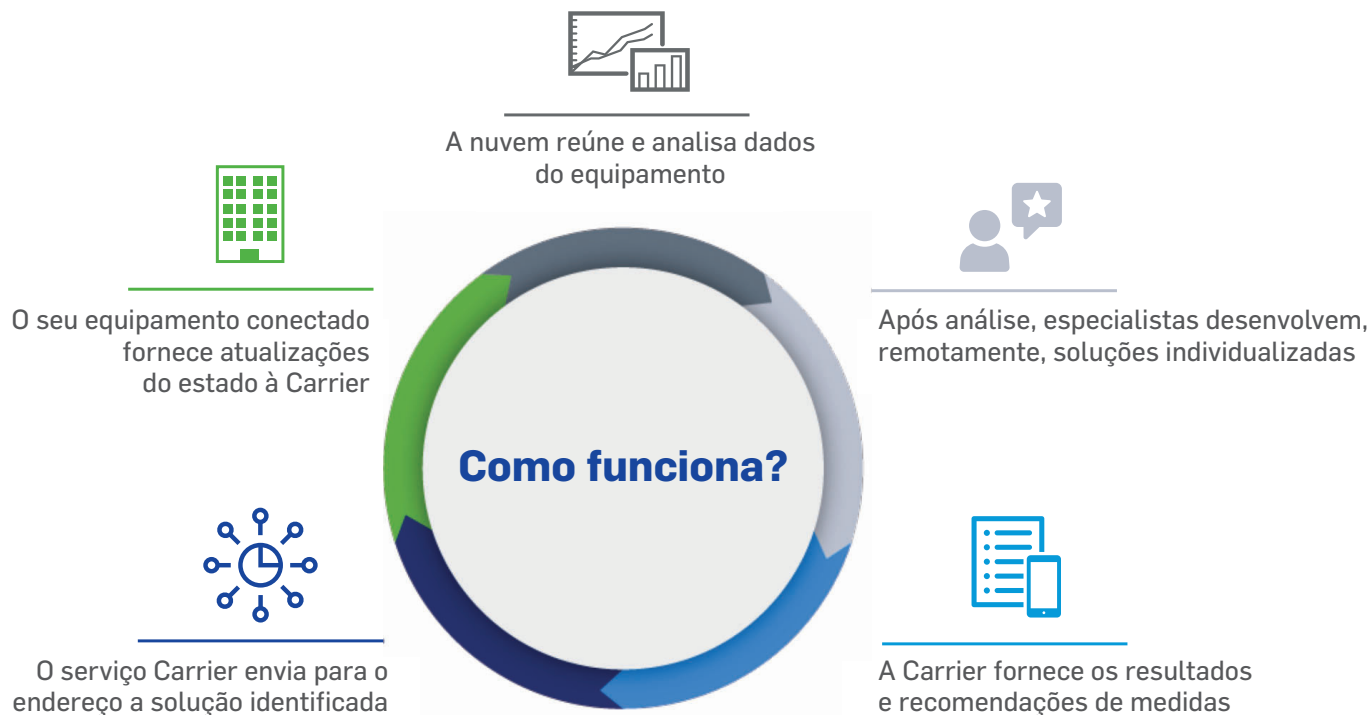 A nuvem reúne e analisa dados
do equipamento
O seu equipamento conectado
fornece atualizações
do estado à Carrier
Após análise, especialistas desenvolvem,
remotamente, soluções individualizadas
Como funciona?
O serviço Carrier envia para o
endereço a solução identificada
A Carrier fornece os resultados
e recomendações de medidas